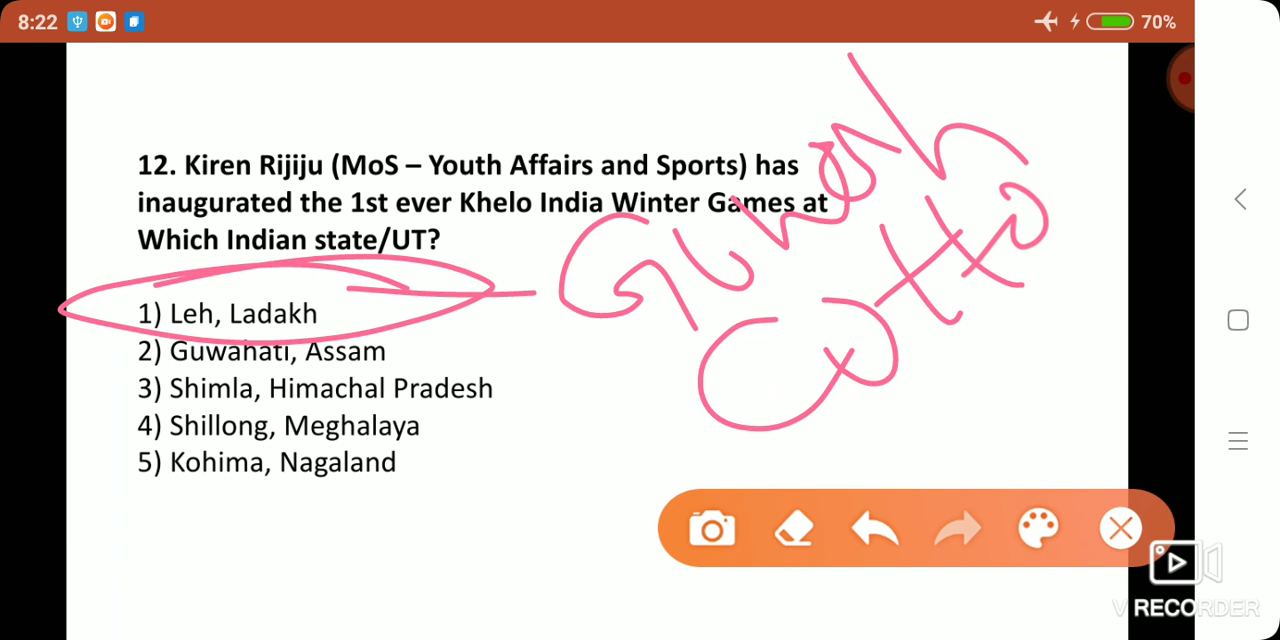 8:22
70%
12. Kiren Rijiju (MoS – Youth Affairs and Sports) has
inaugurated the 1st ever Khelo India Winter Games at
Which Indian state/UT?
1) Leh, Ladakh
2) Guwahati, Assam
3) Shimla, Himachal Pradesh
4) Shillong, Meghalaya
5) Kohima, Nagaland
V RECORDER